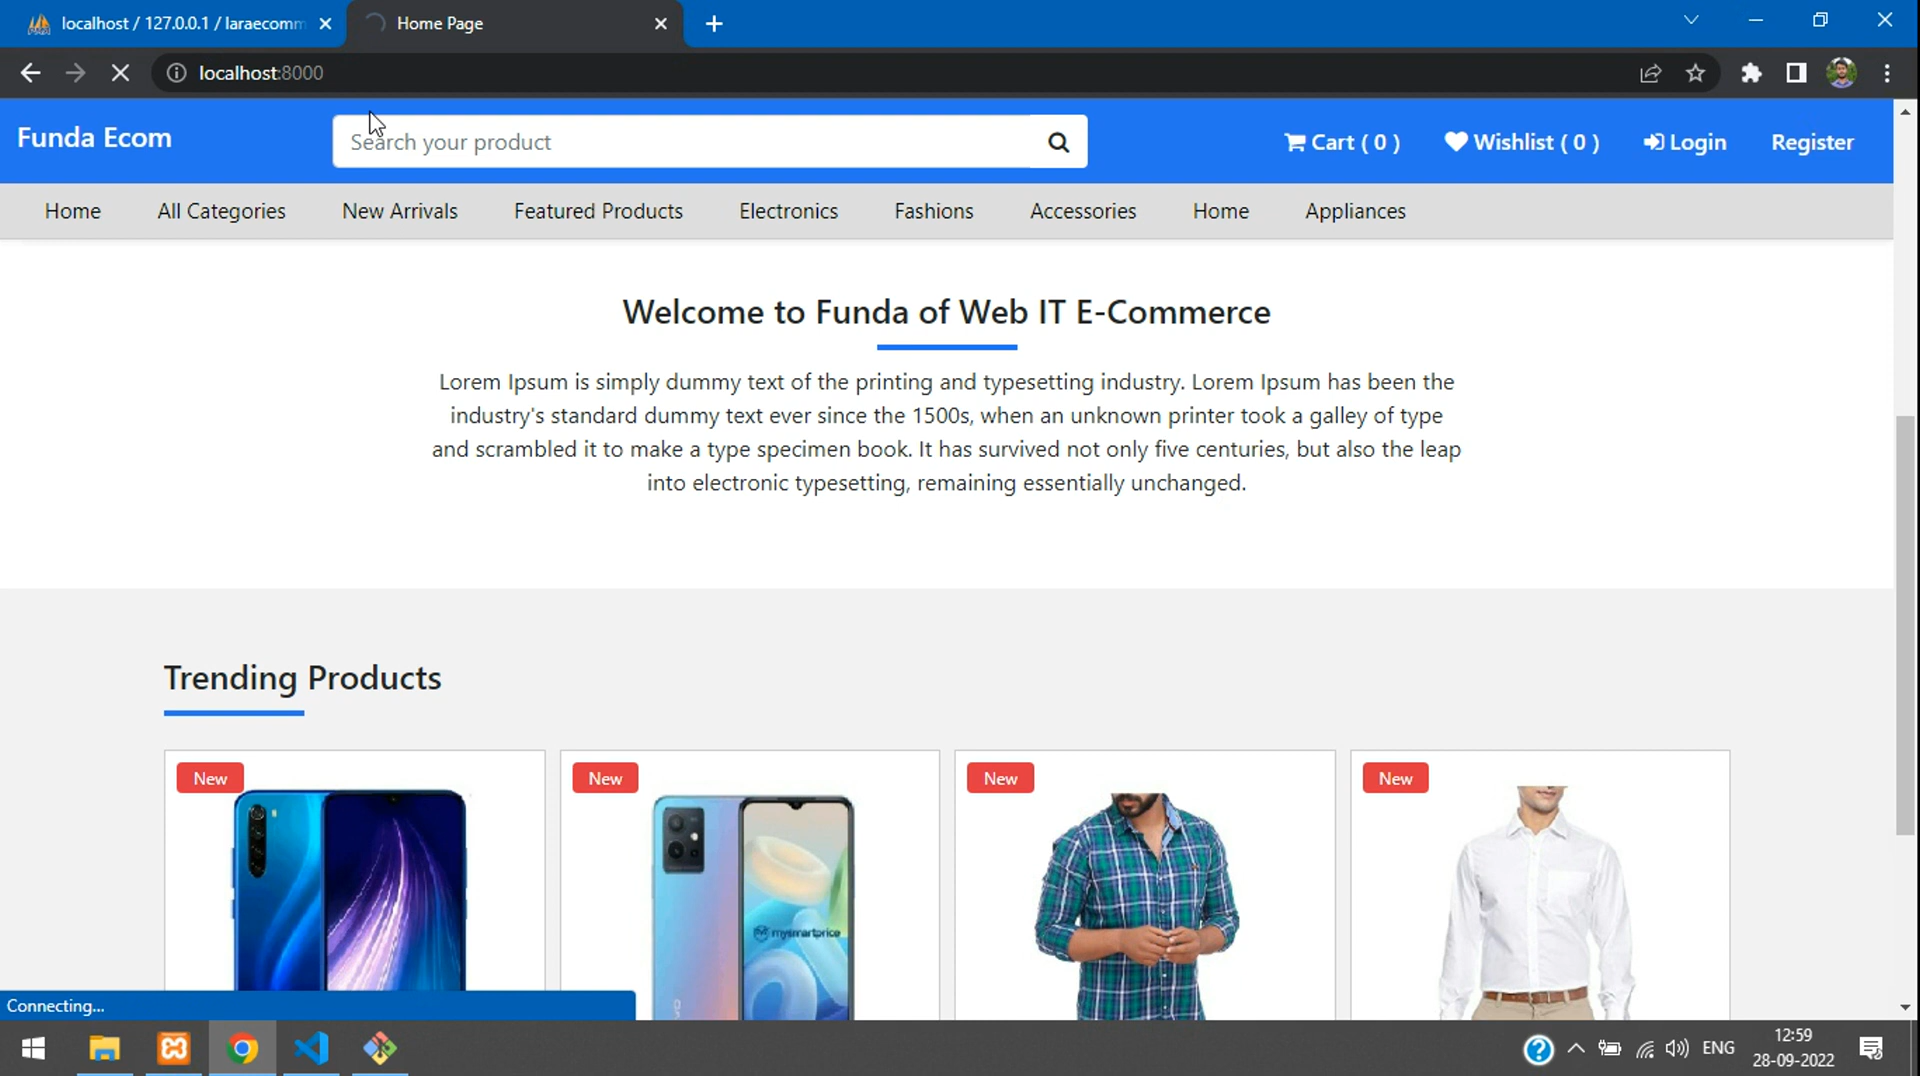 localhost / 127.0.0.1 / laraecomm
Home Page
localhost:8000
Funda Ecom
Search your product
Cart ( 0 )
Wishlist ( 0 )
Login
Register
Home
All Categories
New Arrivals
Featured Products
Electronics
Fashions
Accessories
Home
Appliances
Welcome to Funda of Web IT E-Commerce
Lorem Ipsum is simply dummy text of the printing and typesetting industry. Lorem Ipsum has been the
industry's standard dummy text ever since the 1500s, when an unknown printer took a galley of type
and scrambled it to make a type specimen book. It has survived not only five centuries, but also the leap
into electronic typesetting, remaining essentially unchanged.
Trending Products
New
New
New
New
mysmartprice
Connecting...
ENG
12:59
28-09-2022